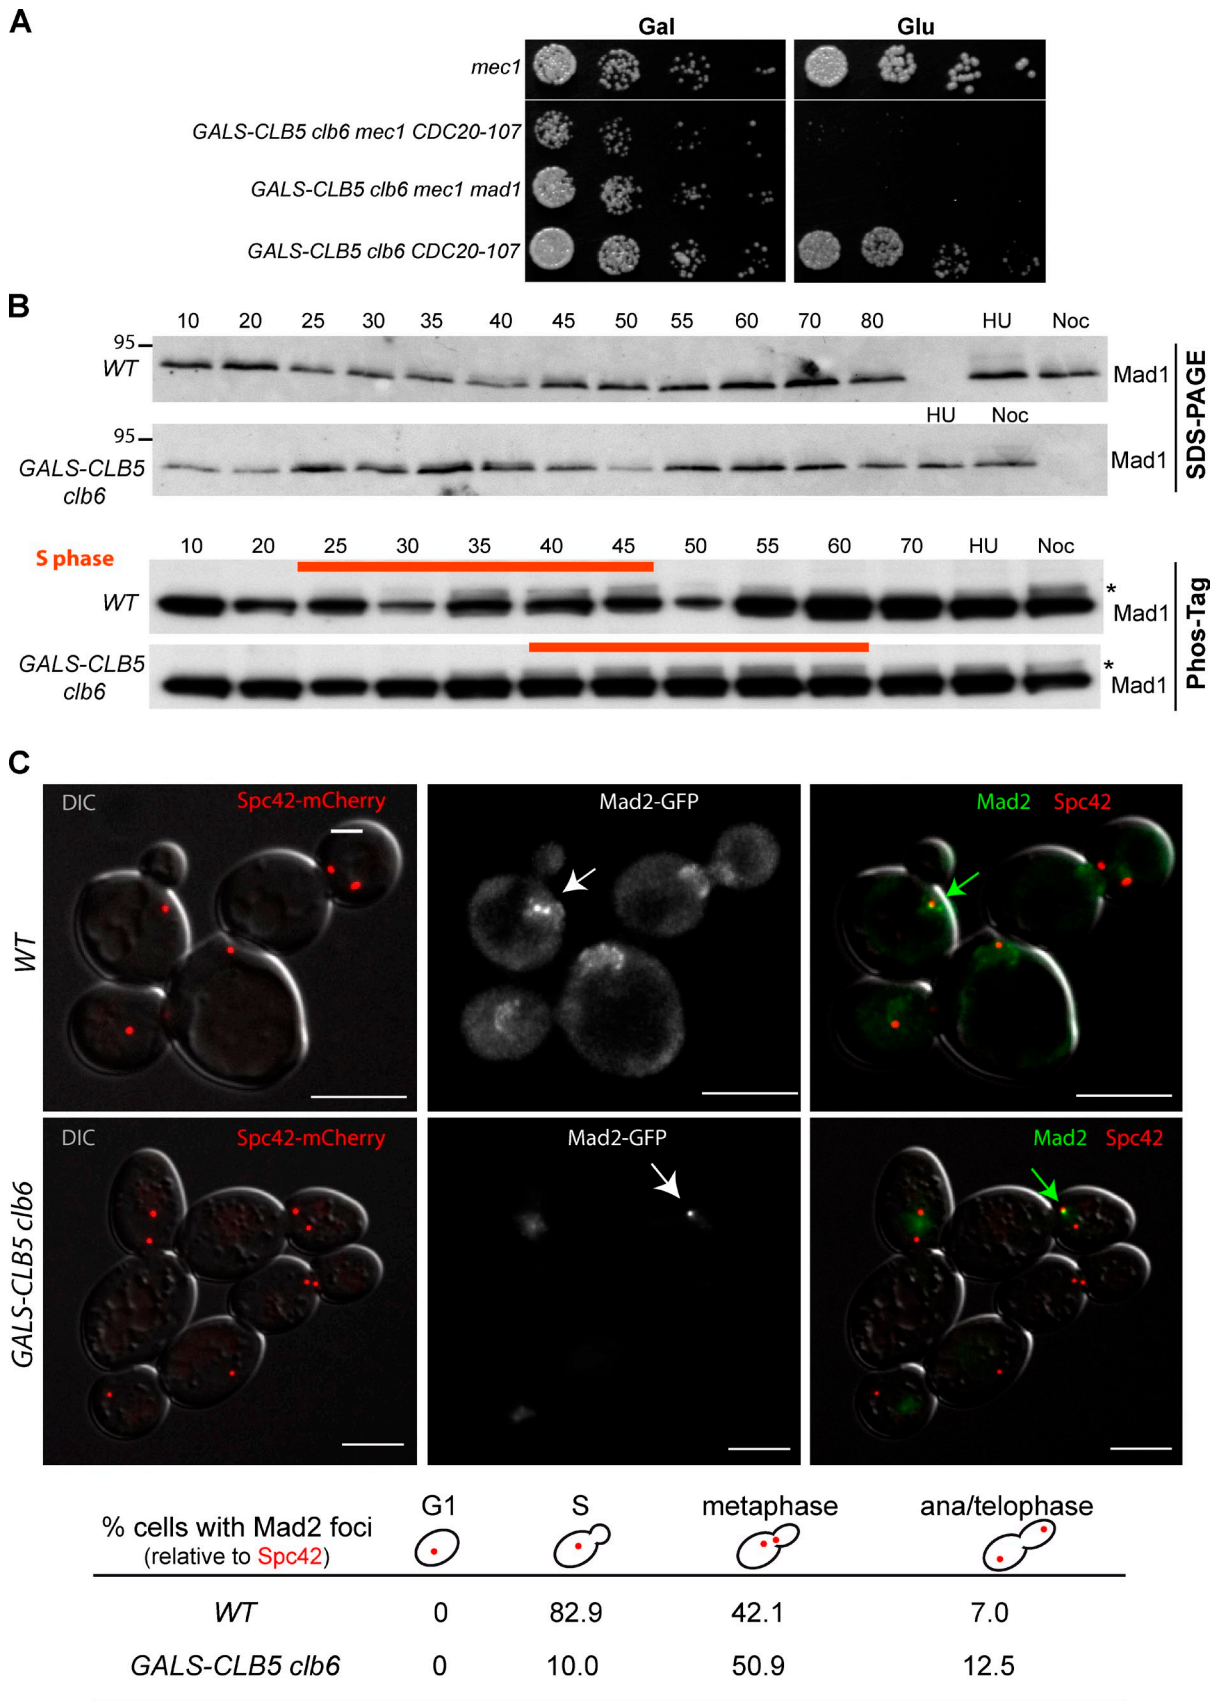 A
Gal Glu
mec1
GALS-CLB5 clb6 mec1 CDC20-107
GALS-CLB5 clb6 mec1 mad1
GALS-CLB5 clb6 CDC20-107
B
10 20 25 30 35 40 45 50 55 60 70 80 HU Noc
95
WT
Mad1
HU Noc
95
GALS-CLB5
clb6
Mad1
SDS-PAGE
S phase
10 20 25 30 35 40 45 50 55 60 70 HU Noc
WT
*
Mad1
GALS-CLB5
clb6
*
Mad1
Phos-Tag
C
DIC Spc42-mCherry Mad2-GFP Mad2 Spc42
WT
DIC Spc42-mCherry Mad2-GFP Mad2 Spc42
GALS-CLB5 clb6
G1 S metaphase ana/telophase
% cells with Mad2 foci
(relative to Spc42)
WT 0 82.9 42.1 7.0
GALS-CLB5 clb6 0 10.0 50.9 12.5